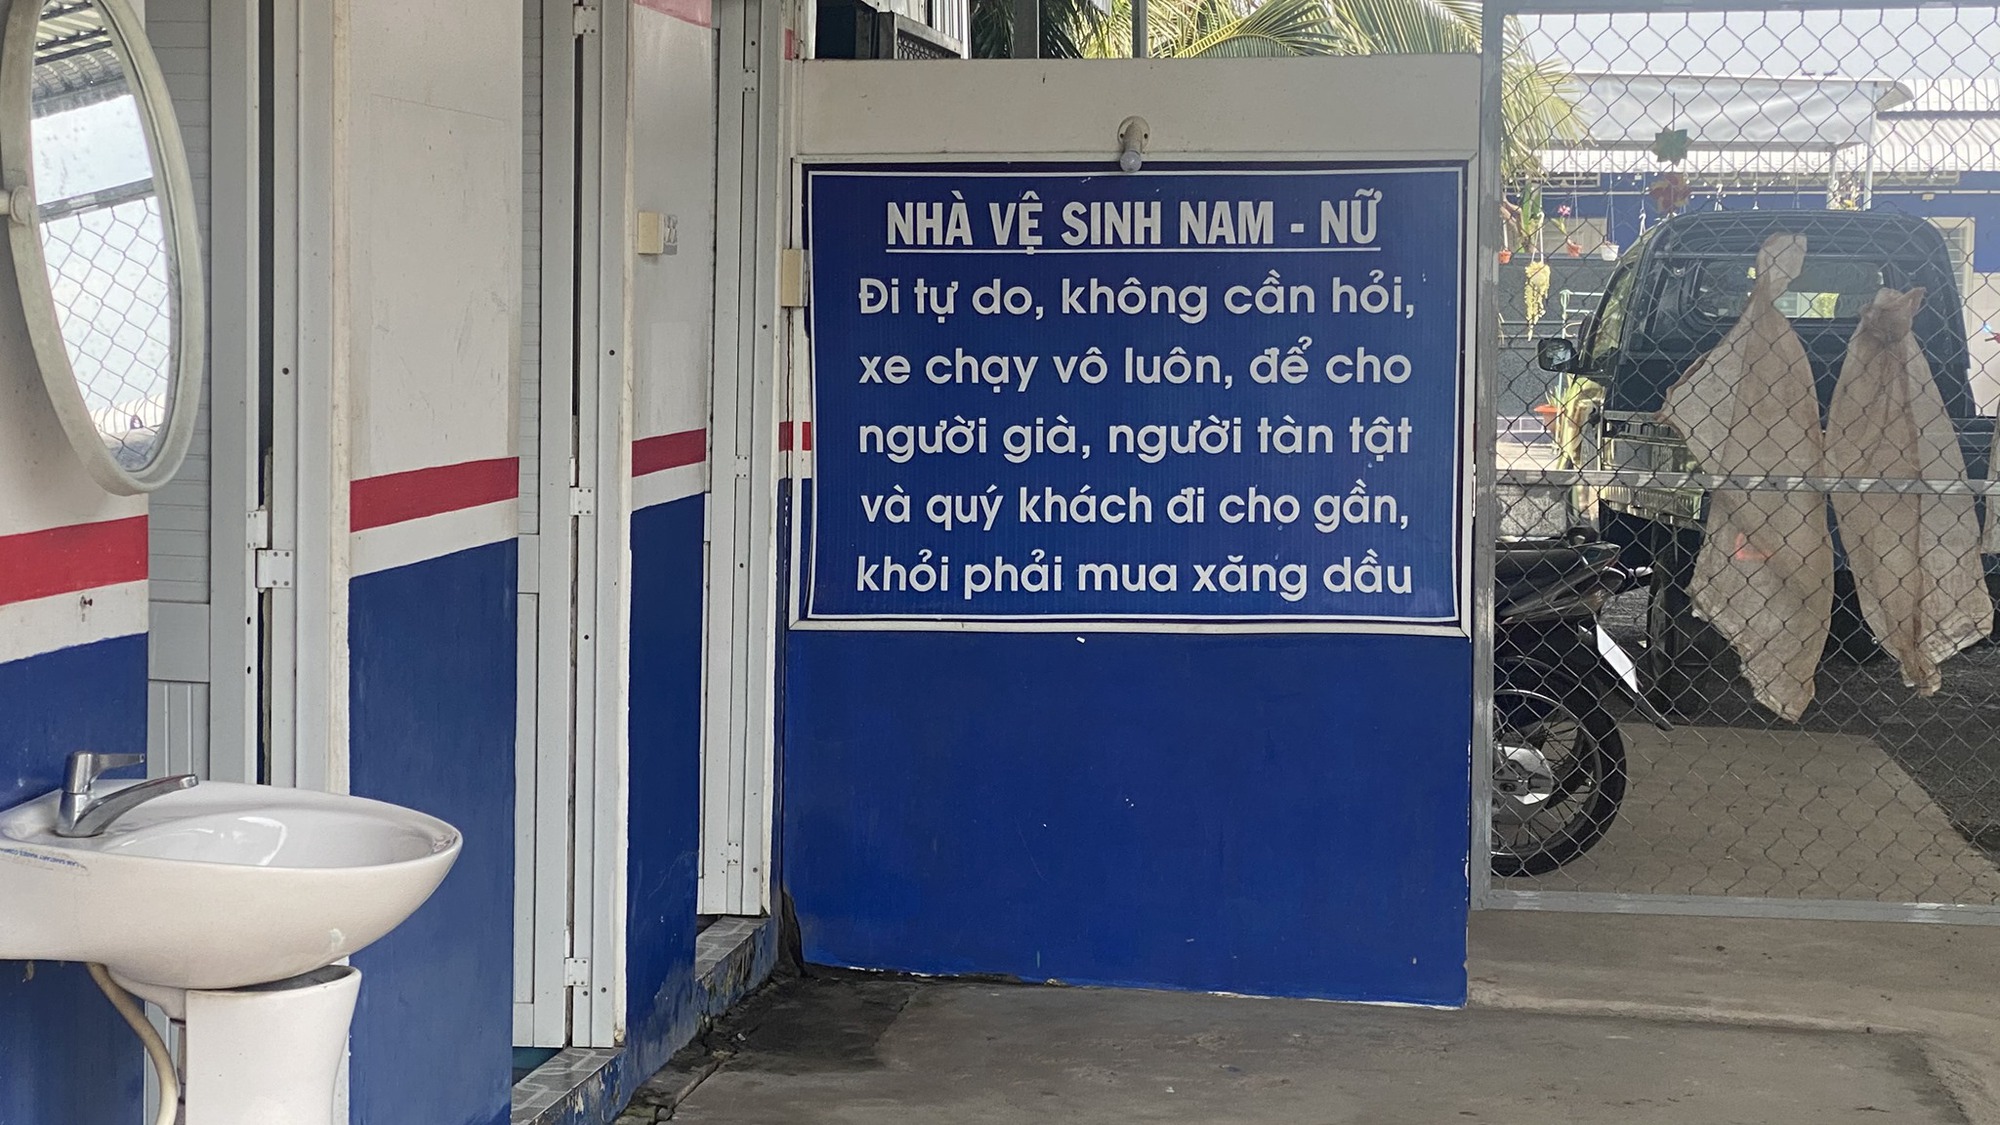 NHÀ VỆ SINH NAM - NỮ
Đi tự do, không cần hỏi,
xe chạy vô luôn, để cho
người già, người tàn tật
và quý khách đi cho gần,
khỏi phải mua xăng dầu